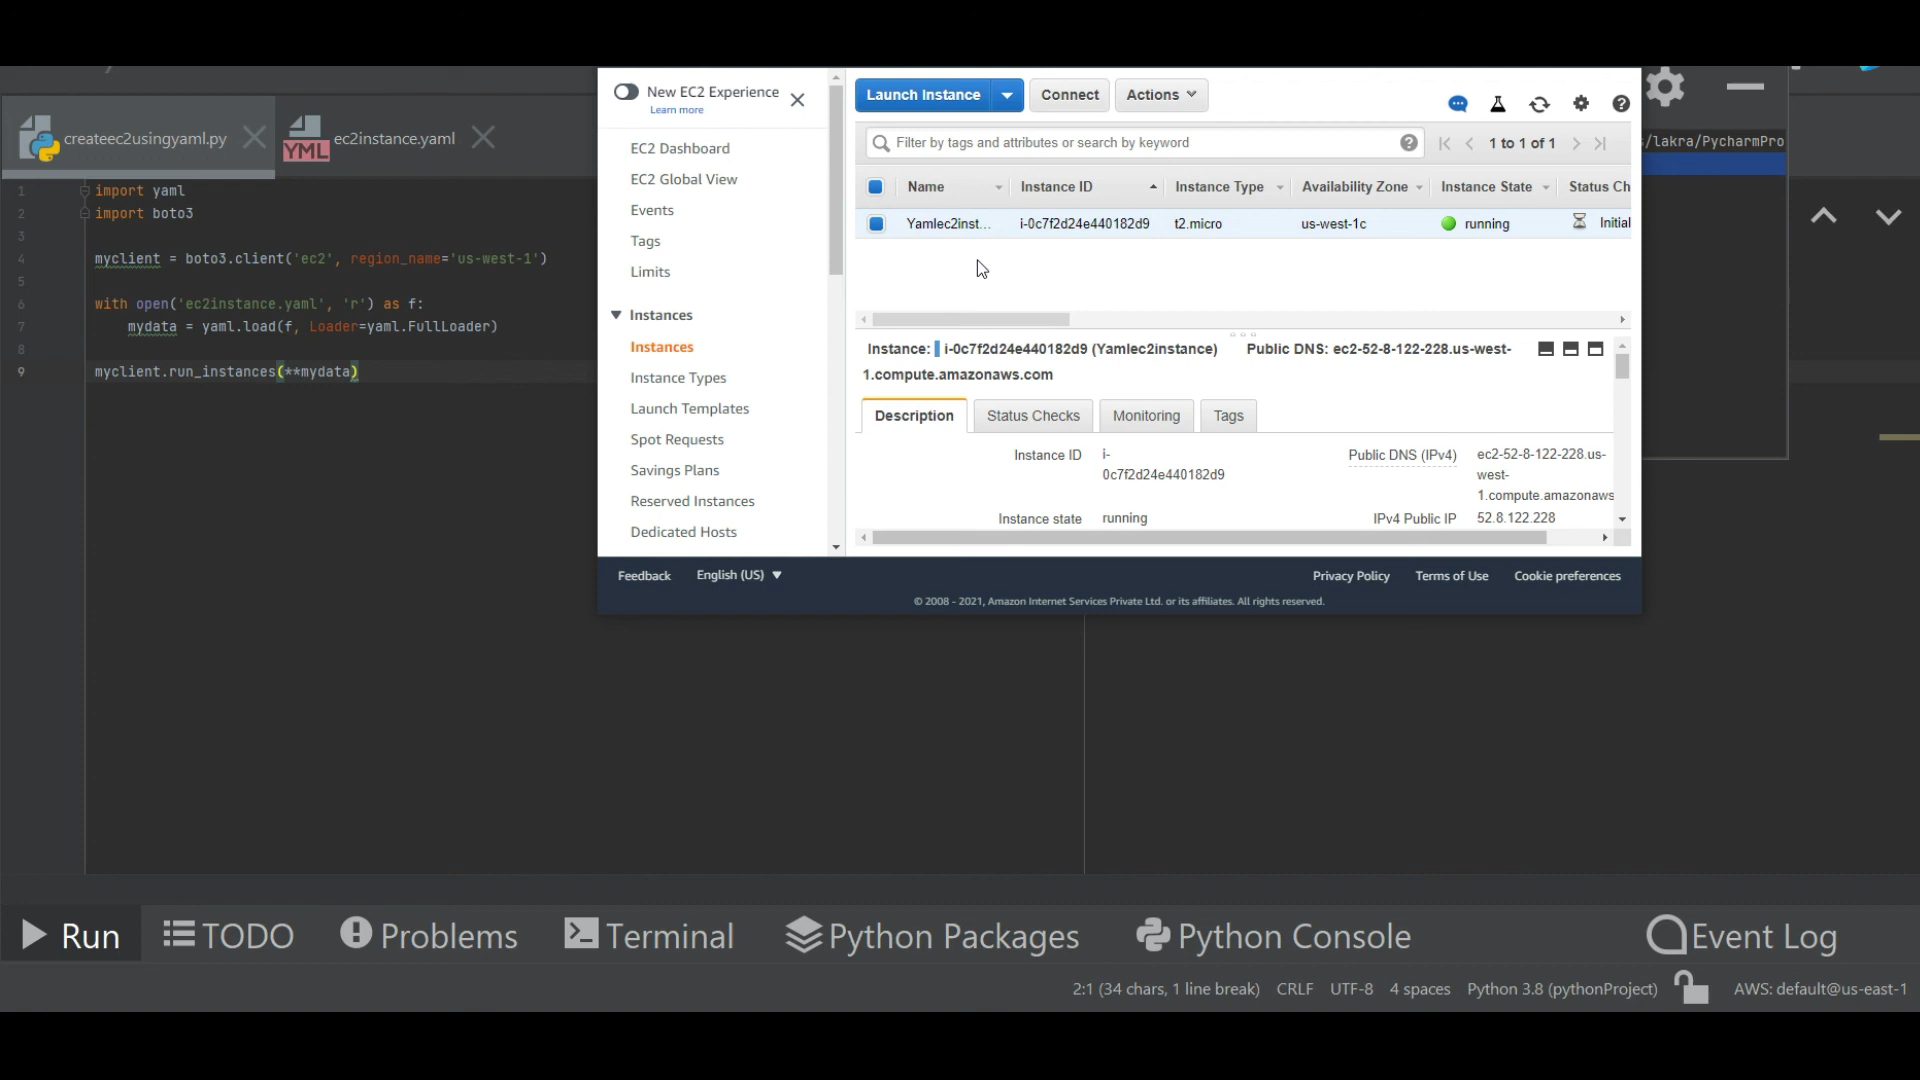 createec2usingyaml.py
YML ec2instance.yaml
1 import yaml
2 import boto3
3
4 myclient = boto3.client('ec2', region_name='us-west-1')
5
6 with open('ec2instance.yaml', 'r') as f:
7 mydata = yaml.load(f, Loader=yaml.FullLoader)
8
9 myclient.run_instances(**mydata)
New EC2 Experience
Learn more
EC2 Dashboard
EC2 Global View
Events
Tags
Limits
Instances
Instances
Instance Types
Launch Templates
Spot Requests
Savings Plans
Reserved Instances
Dedicated Hosts
Launch Instance Connect Actions
Filter by tags and attributes or search by keyword
1 to 1 of 1
Name Instance ID Instance Type Availability Zone Instance State Status Ch
Yamlec2inst... i-0c7f2d24e440182d9 t2.micro us-west-1c running Initial
Instance: i-0c7f2d24e440182d9 (Yamlec2instance) Public DNS: ec2-52-8-122-228.us-west-
1.compute.amazonaws.com
Description Status Checks Monitoring Tags
Instance ID i-
0c7f2d24e440182d9
Public DNS (IPv4) ec2-52-8-122-228.us-
west-
1.compute.amazonaws
Instance state running
IPv4 Public IP 52.8.122.228
Feedback English (US) Privacy Policy Terms of Use Cookie preferences
© 2008 - 2021, Amazon Internet Services Private Ltd. or its affiliates. All rights reserved.
/lakra/PycharmPro
Run TODO Problems Terminal Python Packages Python Console Event Log
2:1 (34 chars, 1 line break) CRLF UTF-8 4 spaces Python 3.8 (pythonProject) AWS: default@us-east-1